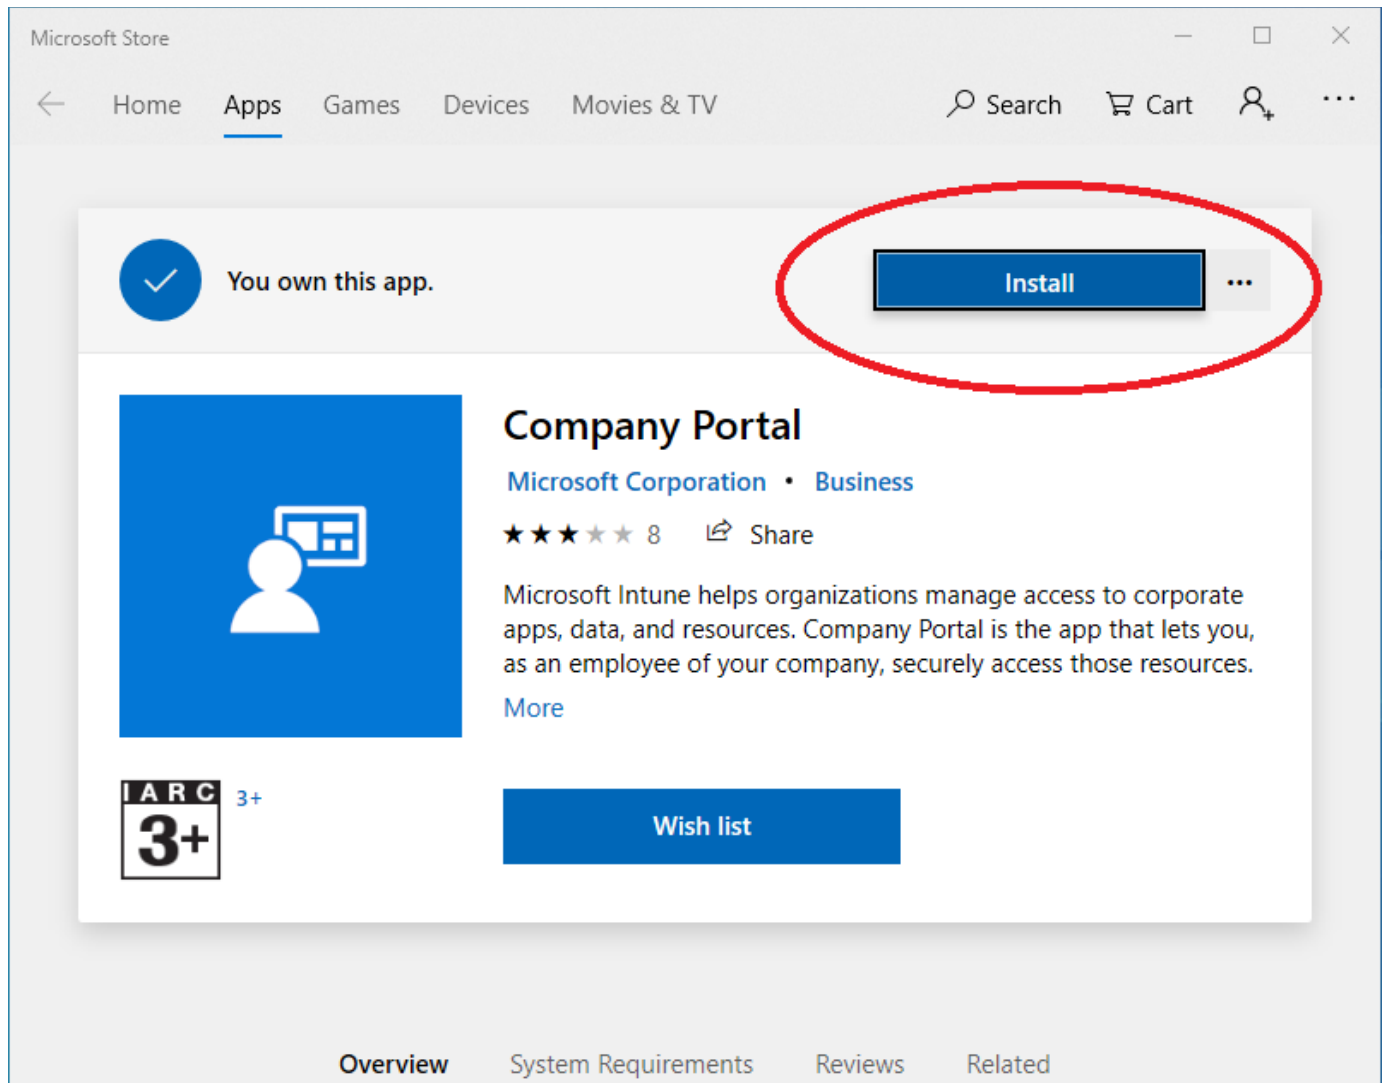 Microsoft Store
Home Apps Games Devices Movies & TV Search Cart
You own this app.
Install
Company Portal
Microsoft Corporation • Business
8 Share
Microsoft Intune helps organizations manage access to corporate
apps, data, and resources. Company Portal is the app that lets you,
as an employee of your company, securely access those resources.
More
IARC
3+
3+
Wish list
Overview System Requirements Reviews Related